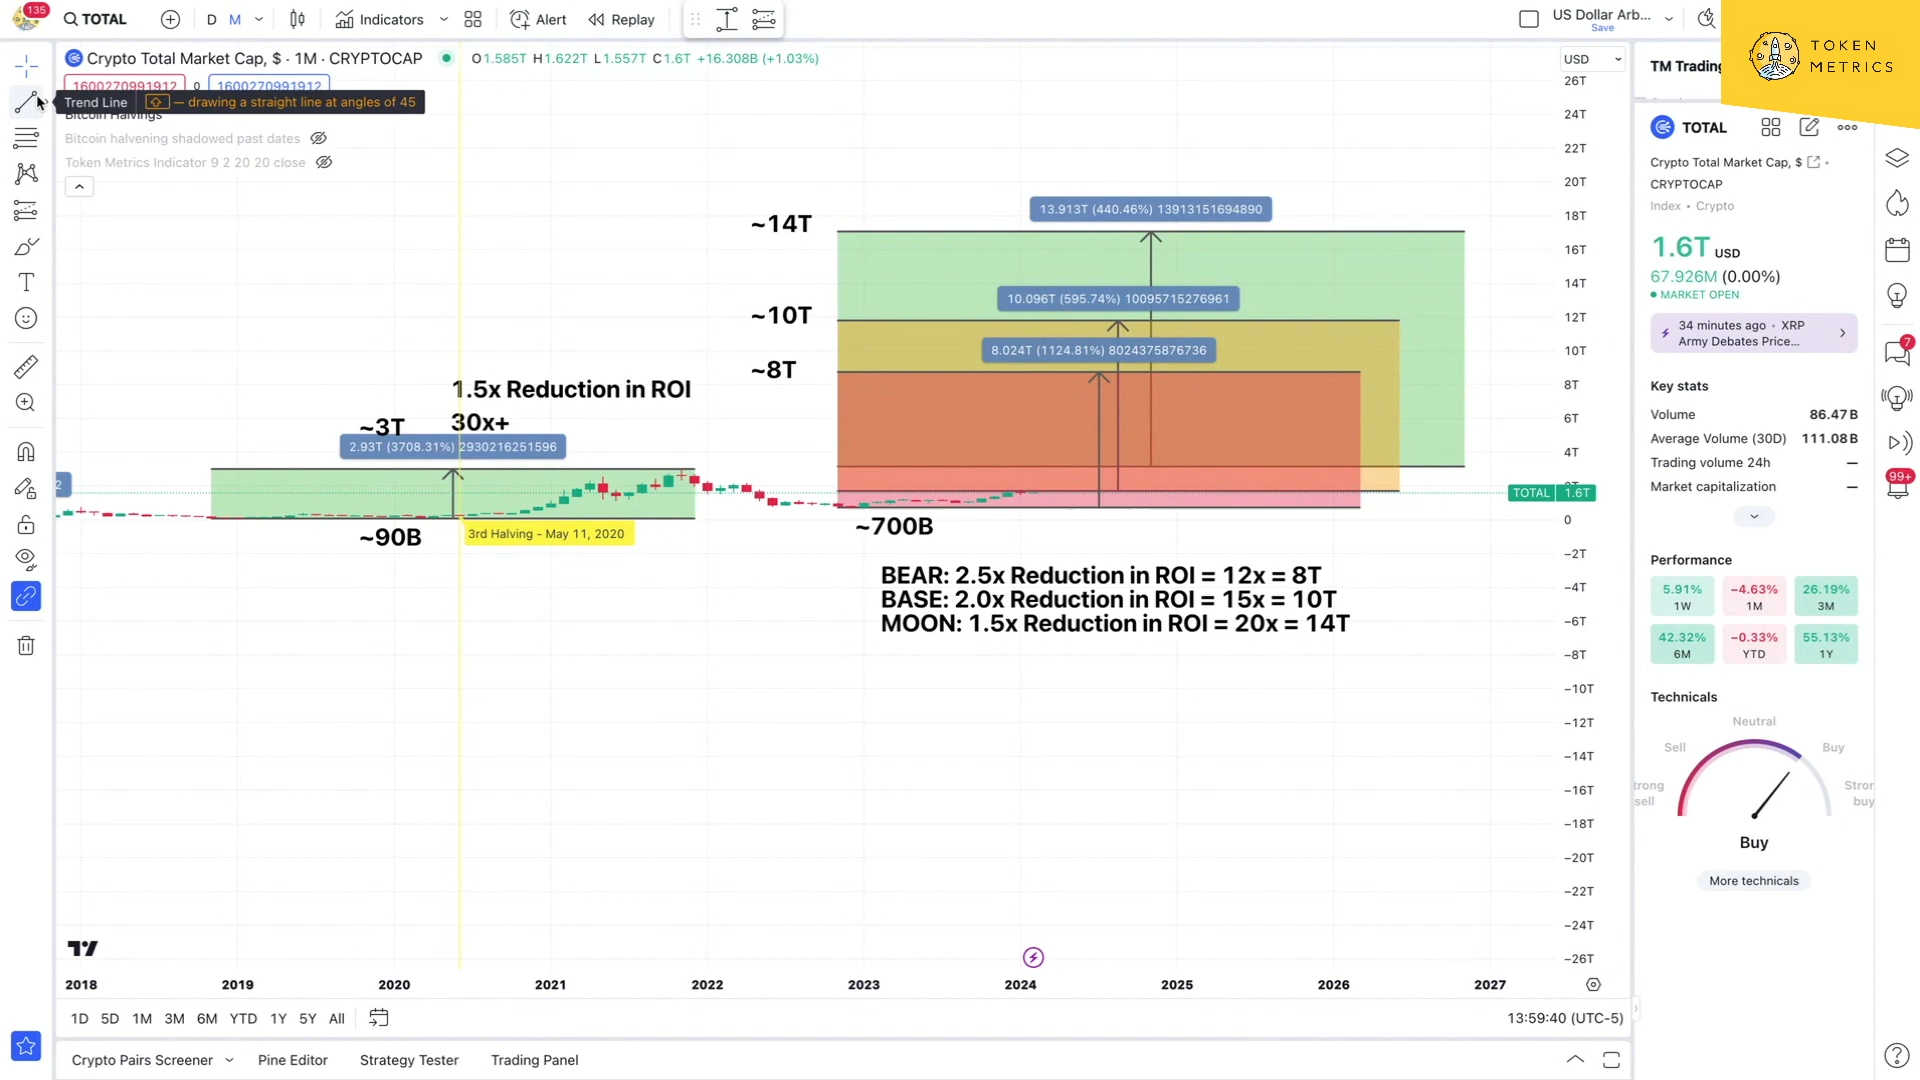 135
TOTAL
D M
Indicators
Alert
Replay
US Dollar Arb...
Save
TOKEN
METRICS
Crypto Total Market Cap, $ · 1M · CRYPTOCAP
O1.585T H1.622T L1.557T C1.6T +16.308B (+1.03%)
USD
1600270991912 0 1600270991912
Trend Line — drawing a straight line at angles of 45
Bitcoin Halvings
Bitcoin halvening shadowed past dates
Token Metrics Indicator 9 2 20 20 close
26T
24T
22T
20T
18T
16T
14T
12T
10T
8T
6T
4T
0
−2T
−4T
−6T
−8T
−10T
−12T
−14T
−16T
−18T
−20T
−22T
−24T
−26T
~14T
13.913T (440.46%) 13913151694890
~10T
10.096T (595.74%) 10095715276961
~8T
8.024T (1124.81%) 8024375876736
1.5x Reduction in ROI
30x+
~3T
2.93T (3708.31%) 2930216251596
2
TOTAL 1.6T
~90B
3rd Halving - May 11, 2020
~700B
BEAR: 2.5x Reduction in ROI = 12x = 8T
BASE: 2.0x Reduction in ROI = 15x = 10T
MOON: 1.5x Reduction in ROI = 20x = 14T
2018 2019 2020 2021 2022 2023 2024 2025 2026 2027
1D 5D 1M 3M 6M YTD 1Y 5Y All
13:59:40 (UTC-5)
Crypto Pairs Screener
Pine Editor
Strategy Tester
Trading Panel
TM Trading
TOTAL
Crypto Total Market Cap, $ •
CRYPTOCAP
Index • Crypto
1.6T USD
67.926M (0.00%)
MARKET OPEN
34 minutes ago • XRP
Army Debates Price...
Key stats
Volume 86.47B
Average Volume (30D) 111.08B
Trading volume 24h —
Market capitalization —
Performance
5.91% −4.63% 26.19%
1W 1M 3M
42.32% −0.33% 55.13%
6M YTD 1Y
Technicals
Neutral
Sell Buy
Buy
More technicals
7
99+